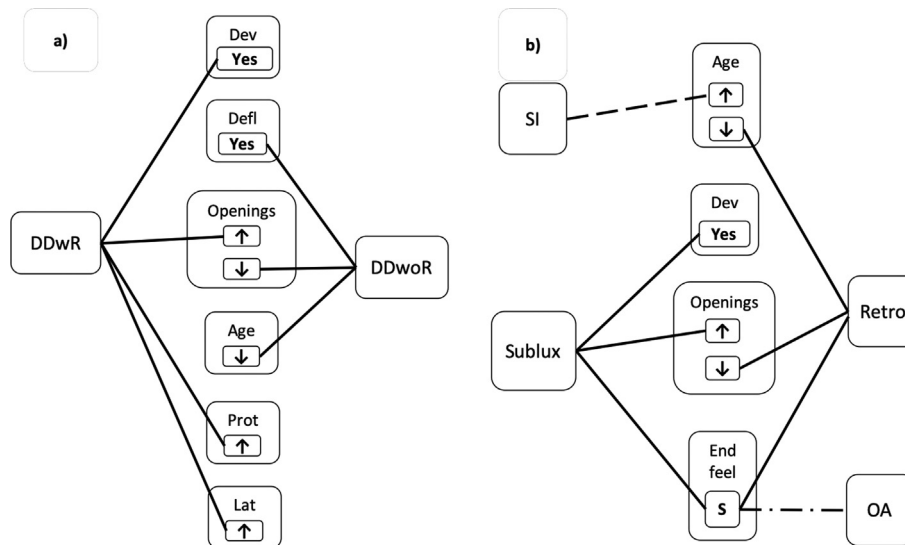 a)
Dev
Yes
Defl
Yes
Openings
↑
↓
Age
↓
Prot
↑
Lat
↑
DDwR
DDwoR
b)
SI
Age
↑
↓
Dev
Yes
Openings
↑
↓
Sublux
Retro
End
feel
S
OA